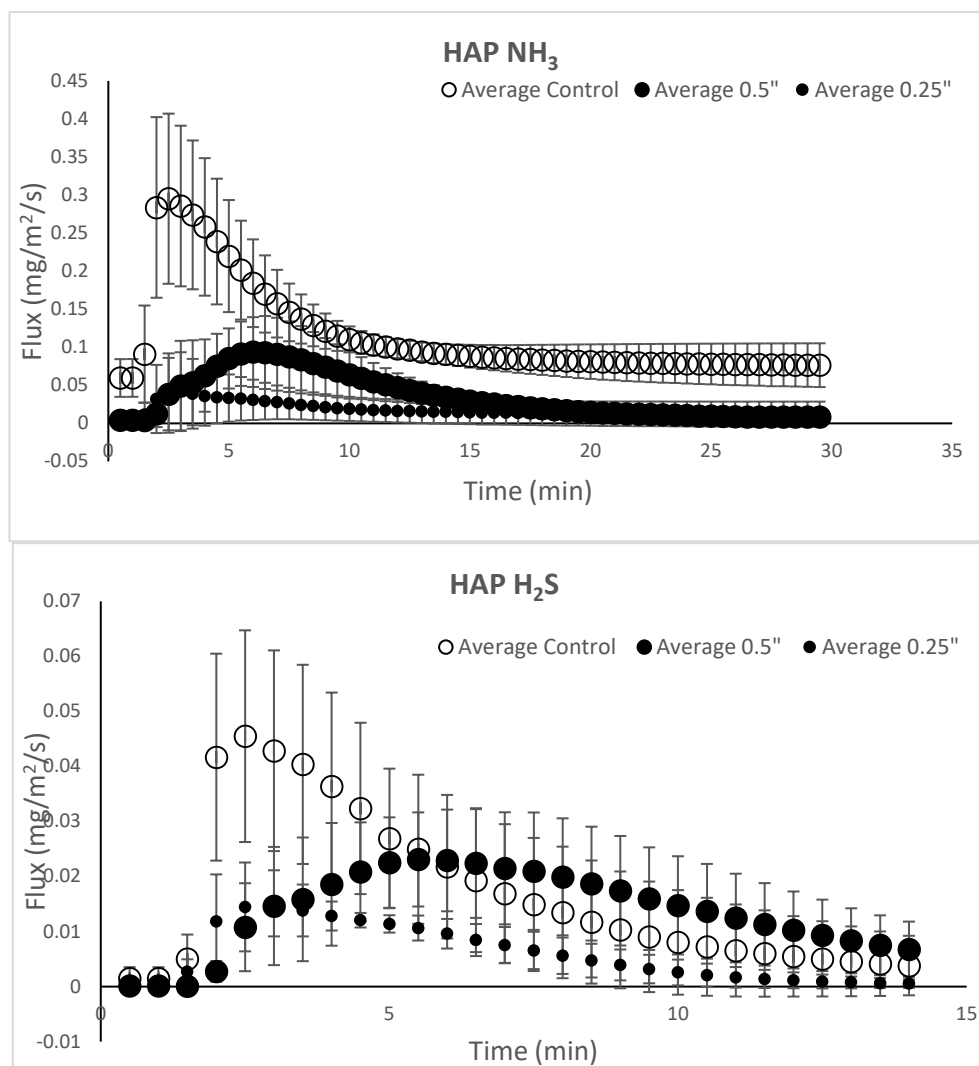 HAP NH₃
Average Control Average 0.5" Average 0.25"
0.45
0.4
0.35
0.3
0.25
0.2
0.15
0.1
0.05
0
-0.05
0 5 10 15 20 25 30 35
Flux (mg/m²/s)
Time (min)
HAP H₂S
Average Control Average 0.5" Average 0.25"
0.07
0.06
0.05
0.04
0.03
0.02
0.01
0
-0.01
0 5 10 15
Flux (mg/m²/s)
Time (min)